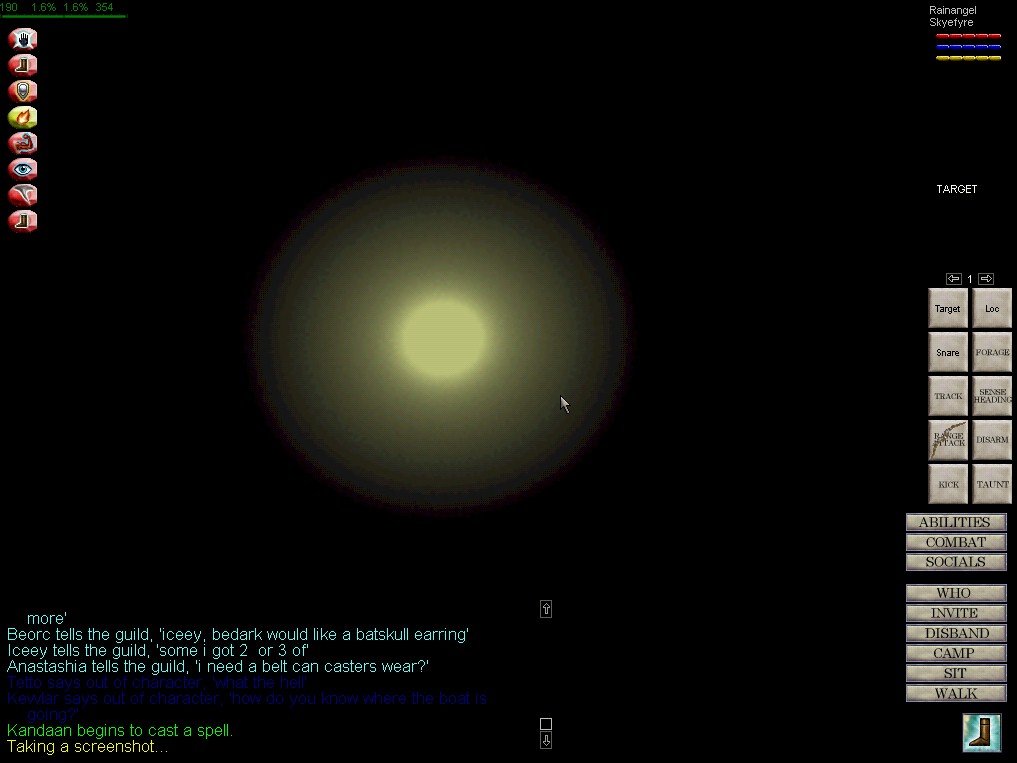 190 1.6% 1.6% 354
Rainangel
Skyefyre
TARGET
1
Target
Loc
Snare
FORAGE
TRACK
SENSE
HEADING
RANGE
ATTACK
DISARM
KICK
TAUNT
ABILITIES
COMBAT
SOCIALS
WHO
INVITE
DISBAND
CAMP
SIT
WALK
more'
Beorc tells the guild, 'iceey, bedark would like a batskull earring'
Iceey tells the guild, 'some i got 2  or 3 of'
Anastashia tells the guild, 'i need a belt can casters wear?'
Tetto says out of character, 'what the hell'
Kevvlar says out of character, 'how do you know where the boat is
going?'
Kandaan begins to cast a spell.
Taking a screenshot...